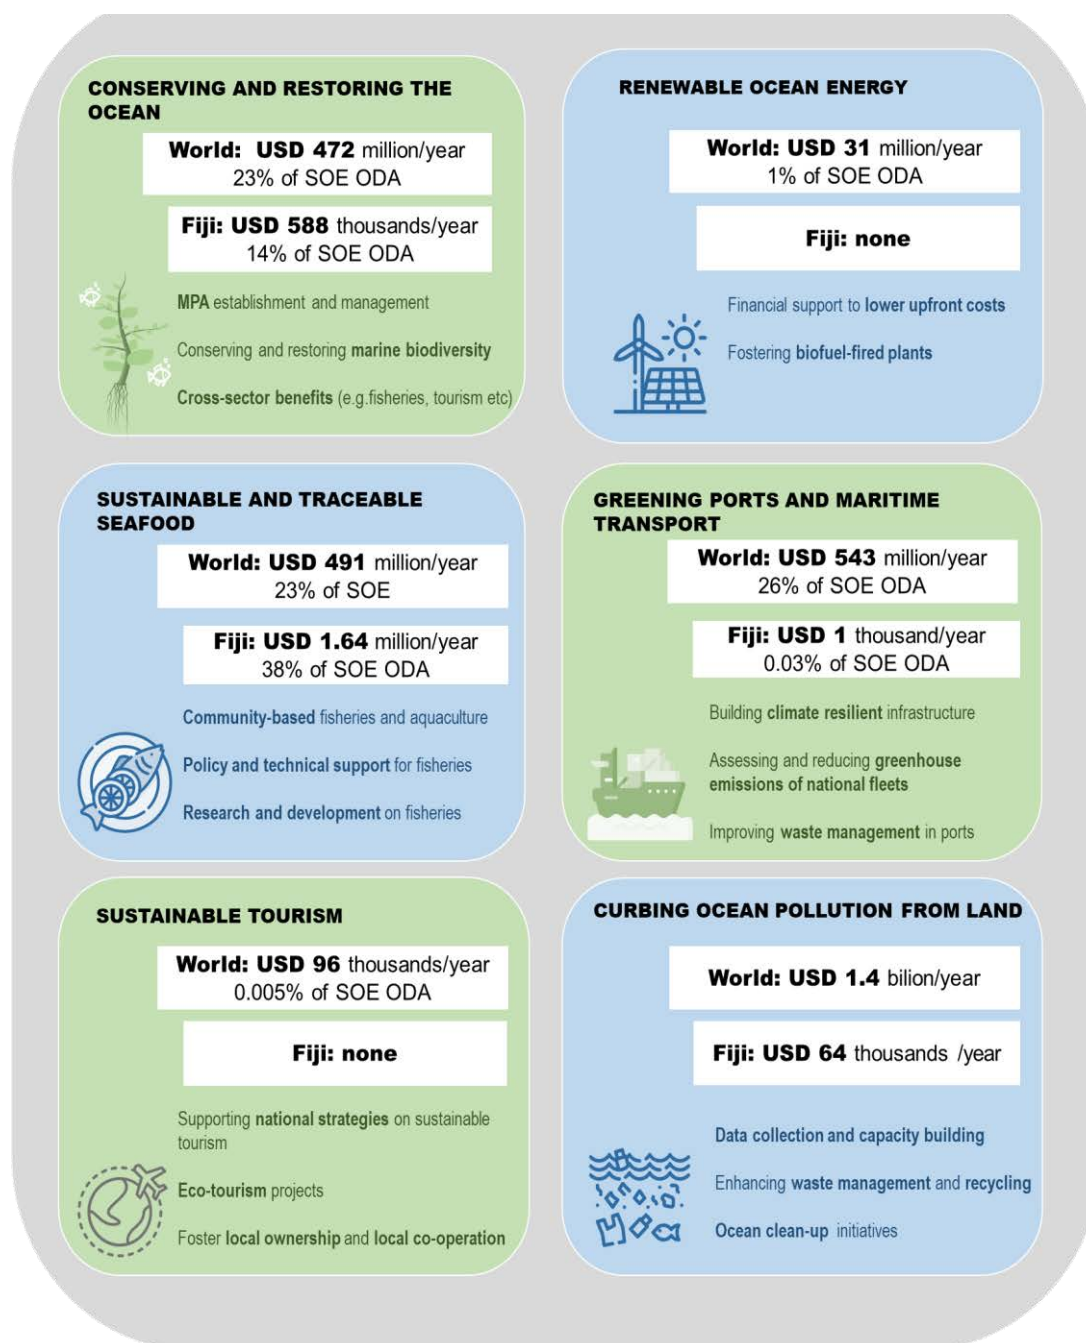 CONSERVING AND RESTORING THE
OCEAN
World: USD 472 million/year
23% of SOE ODA
Fiji: USD 588 thousands/year
14% of SOE ODA
MPA establishment and management
Conserving and restoring marine biodiversity
Cross-sector benefits (e.g.fisheries, tourism etc)
RENEWABLE OCEAN ENERGY
World: USD 31 million/year
1% of SOE ODA
Fiji: none
Financial support to lower upfront costs
Fostering biofuel-fired plants
SUSTAINABLE AND TRACEABLE
SEAFOOD
World: USD 491 million/year
23% of SOE
Fiji: USD 1.64 million/year
38% of SOE ODA
Community-based fisheries and aquaculture
Policy and technical support for fisheries
Research and development on fisheries
GREENING PORTS AND MARITIME
TRANSPORT
World: USD 543 million/year
26% of SOE ODA
Fiji: USD 1 thousand/year
0.03% of SOE ODA
Building climate resilient infrastructure
Assessing and reducing greenhouse
emissions of national fleets
Improving waste management in ports
SUSTAINABLE TOURISM
World: USD 96 thousands/year
0.005% of SOE ODA
Fiji: none
Supporting national strategies on sustainable
tourism
Eco-tourism projects
Foster local ownership and local co-operation
CURBING OCEAN POLLUTION FROM LAND
World: USD 1.4 bilion/year
Fiji: USD 64 thousands /year
Data collection and capacity building
Enhancing waste management and recycling
Ocean clean-up initiatives